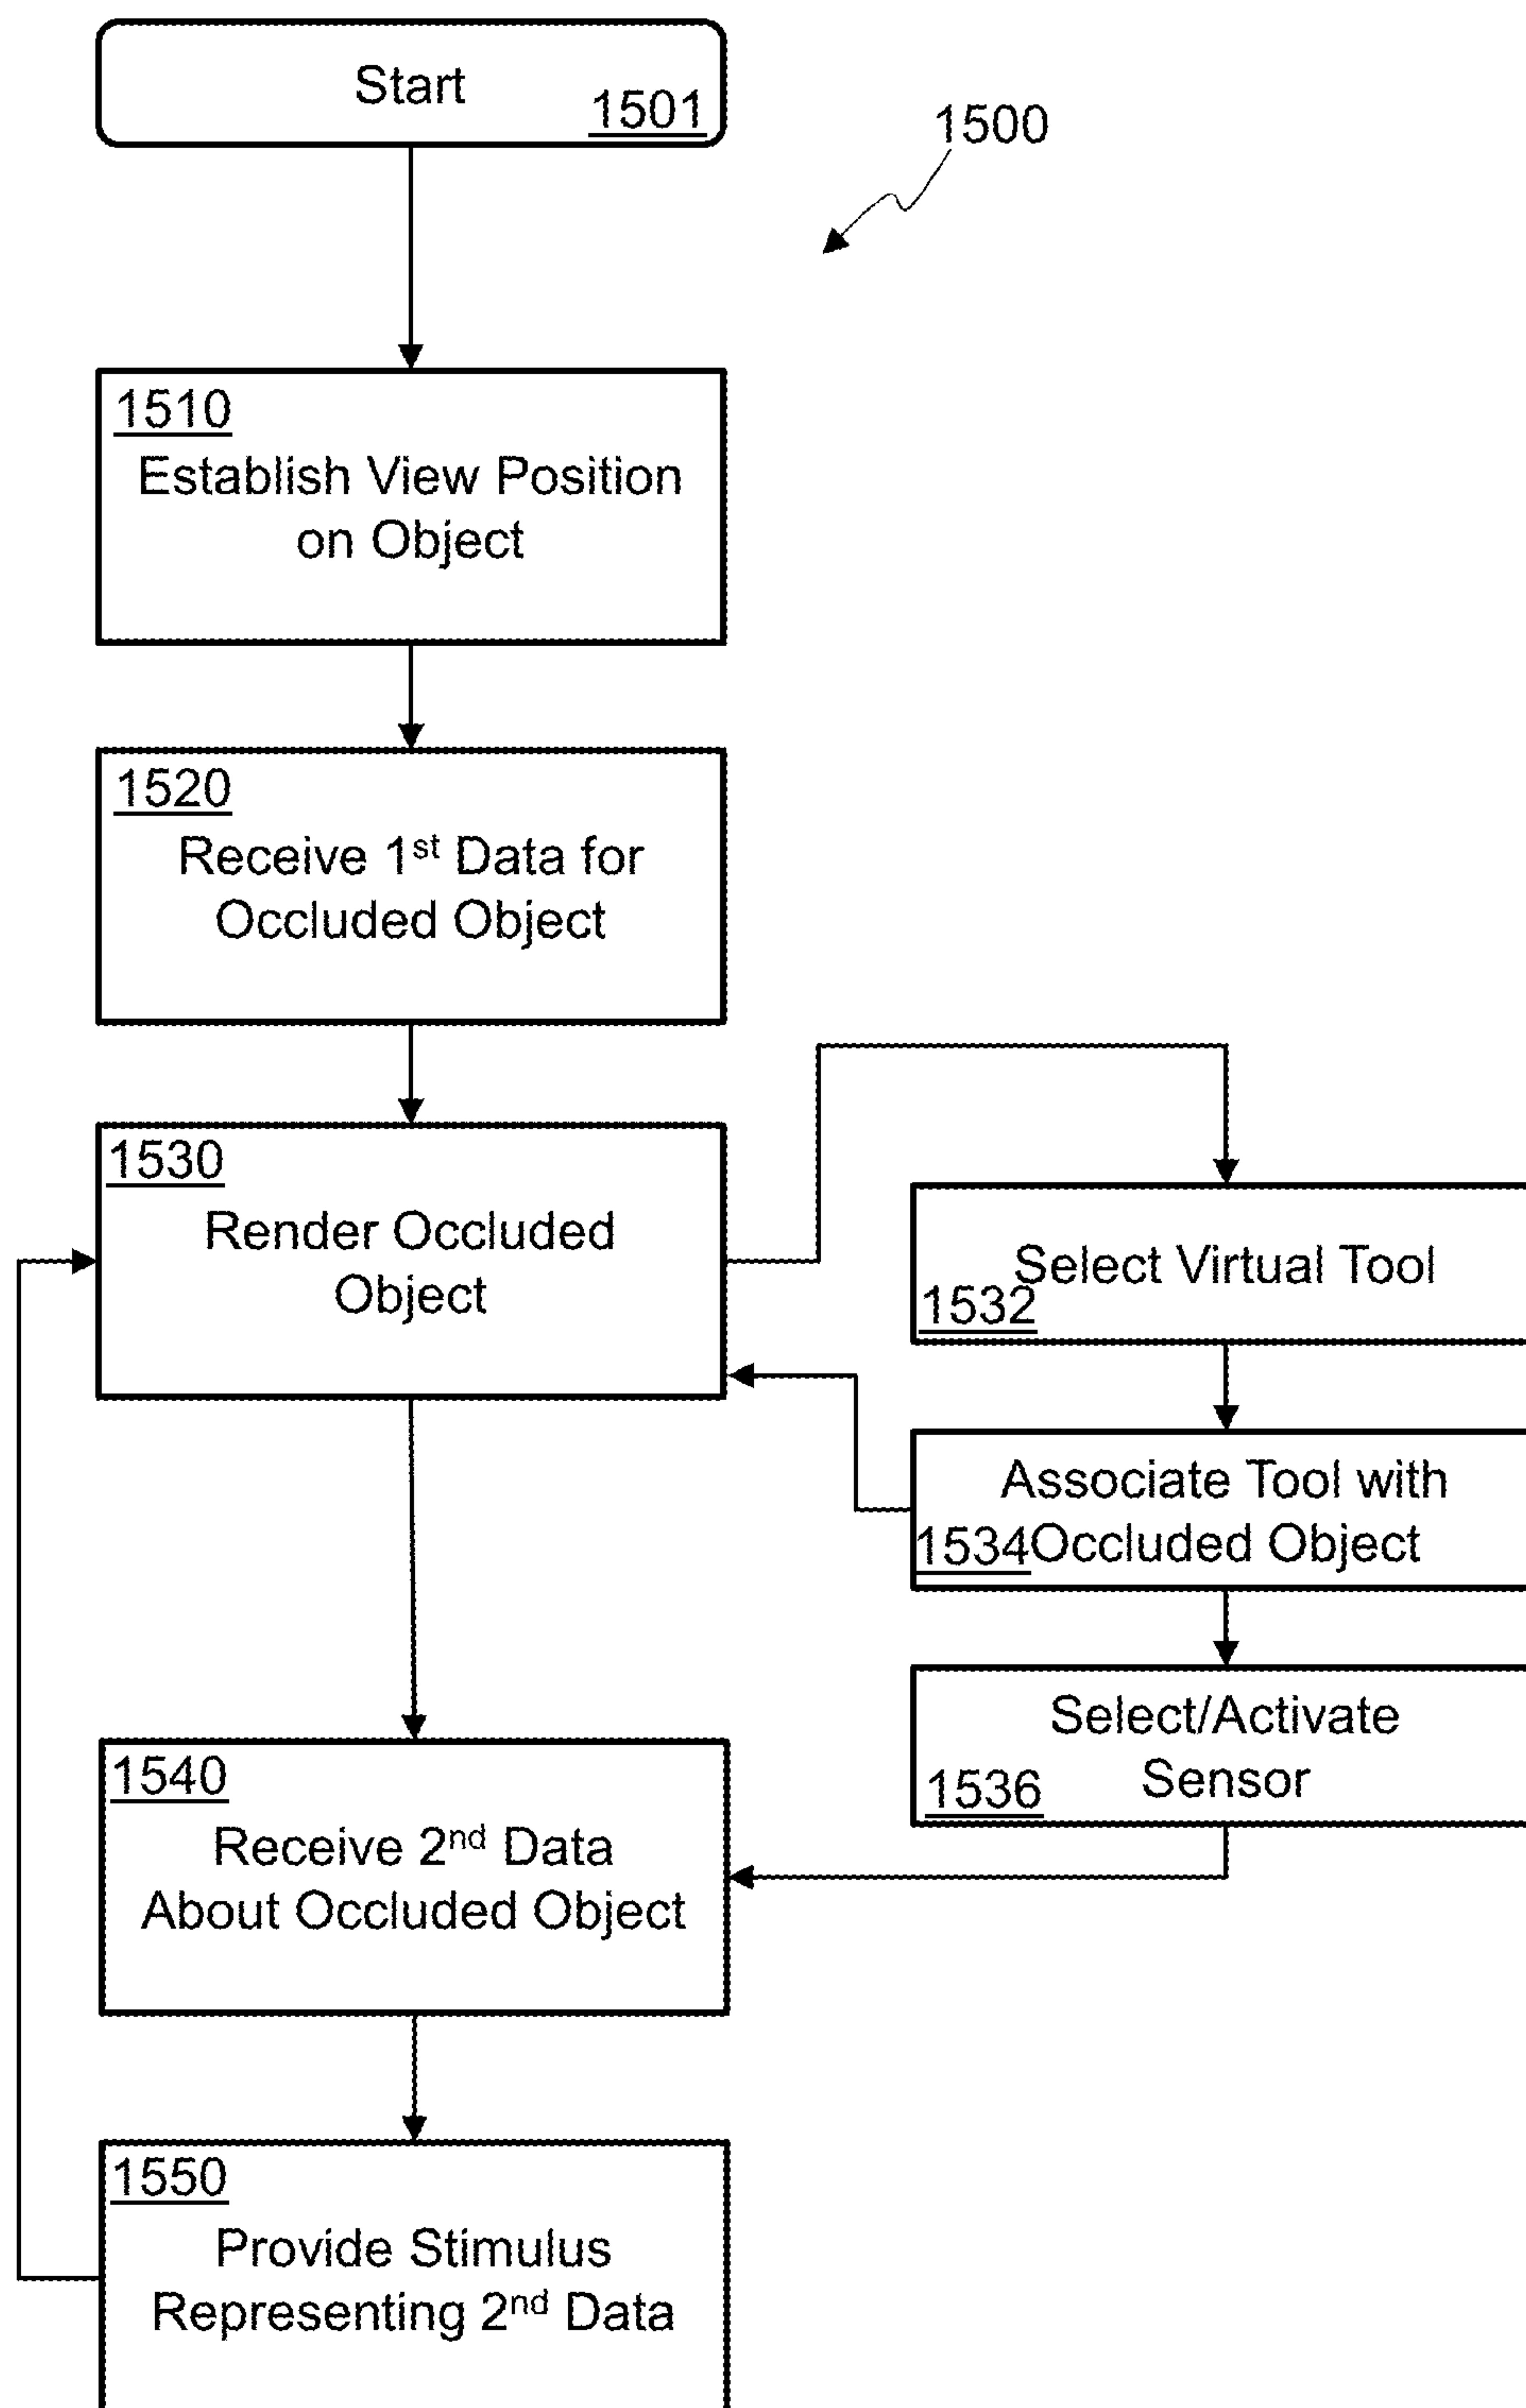 Start
1501
1500
1510
Establish View Position
on Object
1520
Receive 1st Data for
Occluded Object
1530
Render Occluded
Object
Select Virtual Tool
1532
Associate Tool with
1534 Occluded Object
Select/Activate
Sensor
1536
1540
Receive 2nd Data
About Occluded Object
1550
Provide Stimulus
Representing 2nd Data